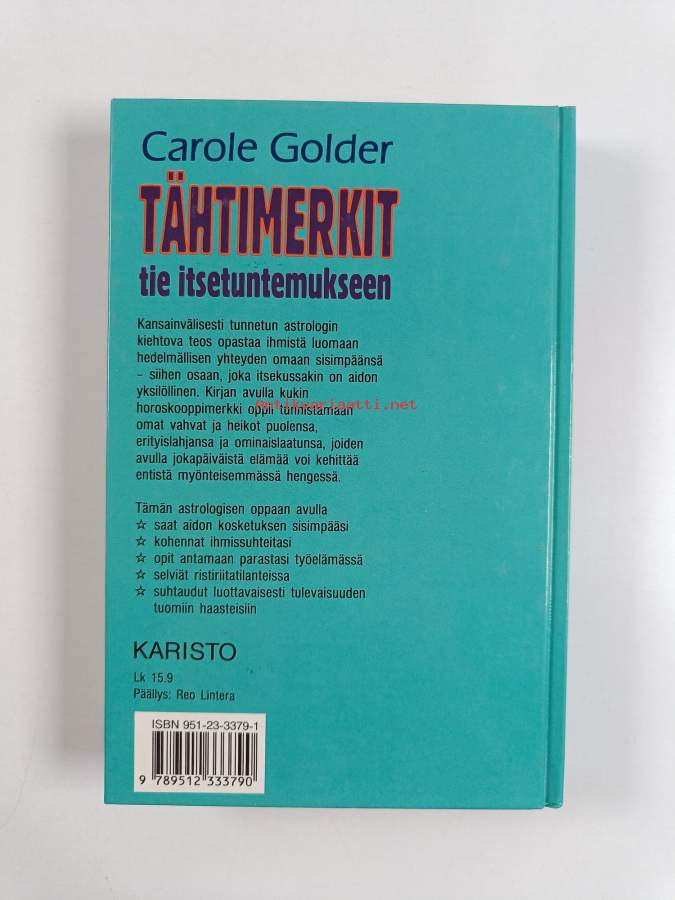 Carole Golder
TÄHTIMERKIT
tie itsetuntemukseen
Kansainvälisesti tunnetun astrologin
kiehtova teos opastaa ihmistä luomaan
hedelmällisen yhteyden omaan sisimpäänsä
– siihen osaan, joka itsekussakin on aidon
yksilöllinen. Kirjan avulla kukin
Antikvariaatti.net
horoskooppimerkki oppii tunnistamaan
omat vahvat ja heikot puolensa,
erityislahjansa ja ominaislaatunsa, joiden
avulla jokapäiväistä elämää voi kehittää
entistä myönteisemmässä hengessä.
Tämän astrologisen oppaan avulla
☆ saat aidon kosketuksen sisimpääsi
☆ kohennat ihmissuhteitasi
☆ opit antamaan parastasi työelämässä
☆ selviät ristiriitatilanteissa
☆ suhtaudut luottavaisesti tulevaisuuden
tuomiin haasteisiin
KARISTO
Lk 15.9
Päällys: Reo Lintera
ISBN 951-23-3379-1
9 789512 333790